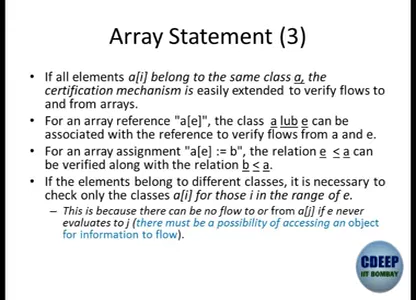 Array Statement (3)
• If all elements a[i] belong to the same class a, the
certification mechanism is easily extended to verify flows to
and from arrays.
• For an array reference "a[e]", the class a lub e can be
associated with the reference to verify flows from a and e.
• For an array assignment "a[e] := b", the relation e < a can
be verified along with the relation b < a.
• If the elements belong to different classes, it is necessary to
check only the classes a[i] for those i in the range of e.
– This is because there can be no flow to or from a[j] if e never
evaluates to j (there must be a possibility of accessing an object
for information to flow).
CDEEP
IIT BOMBAY